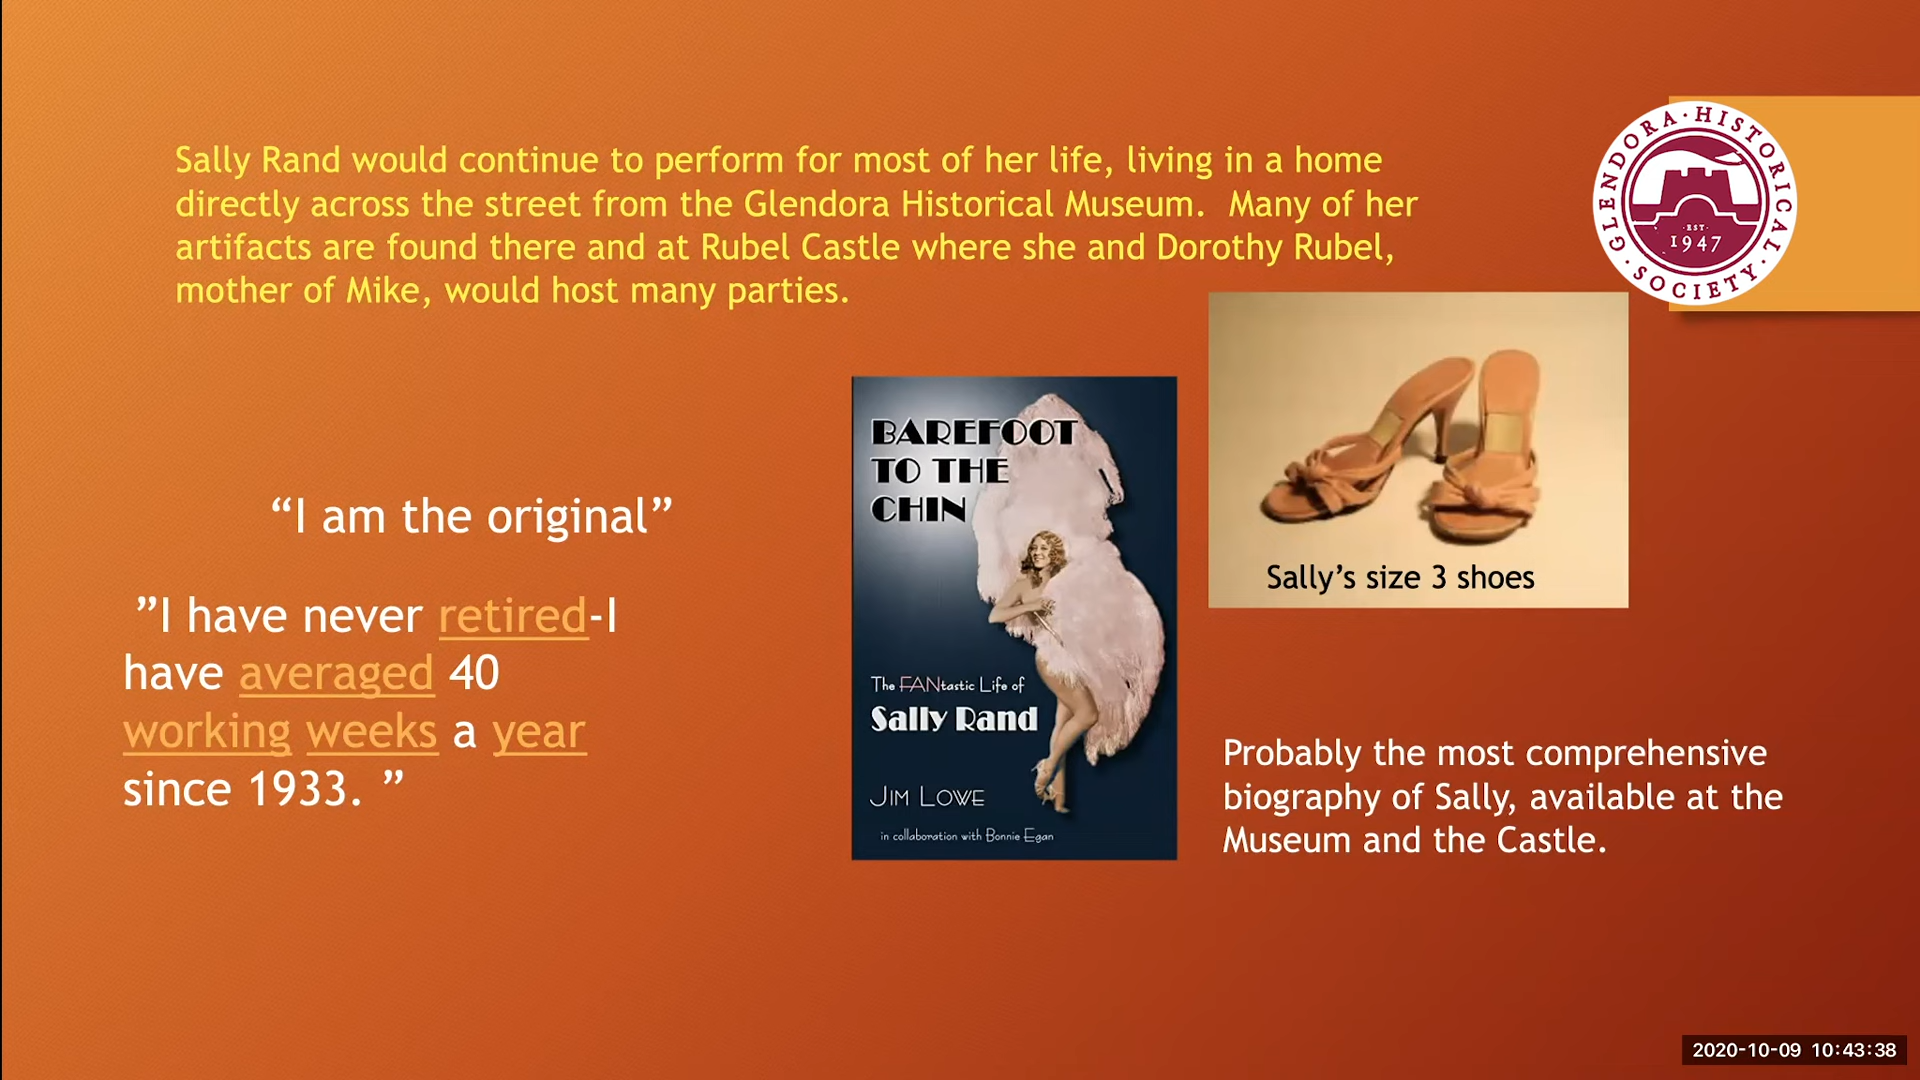 Sally Rand would continue to perform for most of her life, living in a home
directly across the street from the Glendora Historical Museum.  Many of her
artifacts are found there and at Rubel Castle where she and Dorothy Rubel,
mother of Mike, would host many parties.
GLENDORA · HISTORICAL · SOCIETY ·
·EST·
1947
“I am the original”
”I have never retired-I
have averaged 40
working weeks a year
since 1933. ”
BAREFOOT
TO THE
CHIN
The FANtastic Life of
Sally Rand
JIM LOWE
in collaboration with Bonnie Egan
Sally’s size 3 shoes
Probably the most comprehensive
biography of Sally, available at the
Museum and the Castle.
2020-10-09 10:43:38